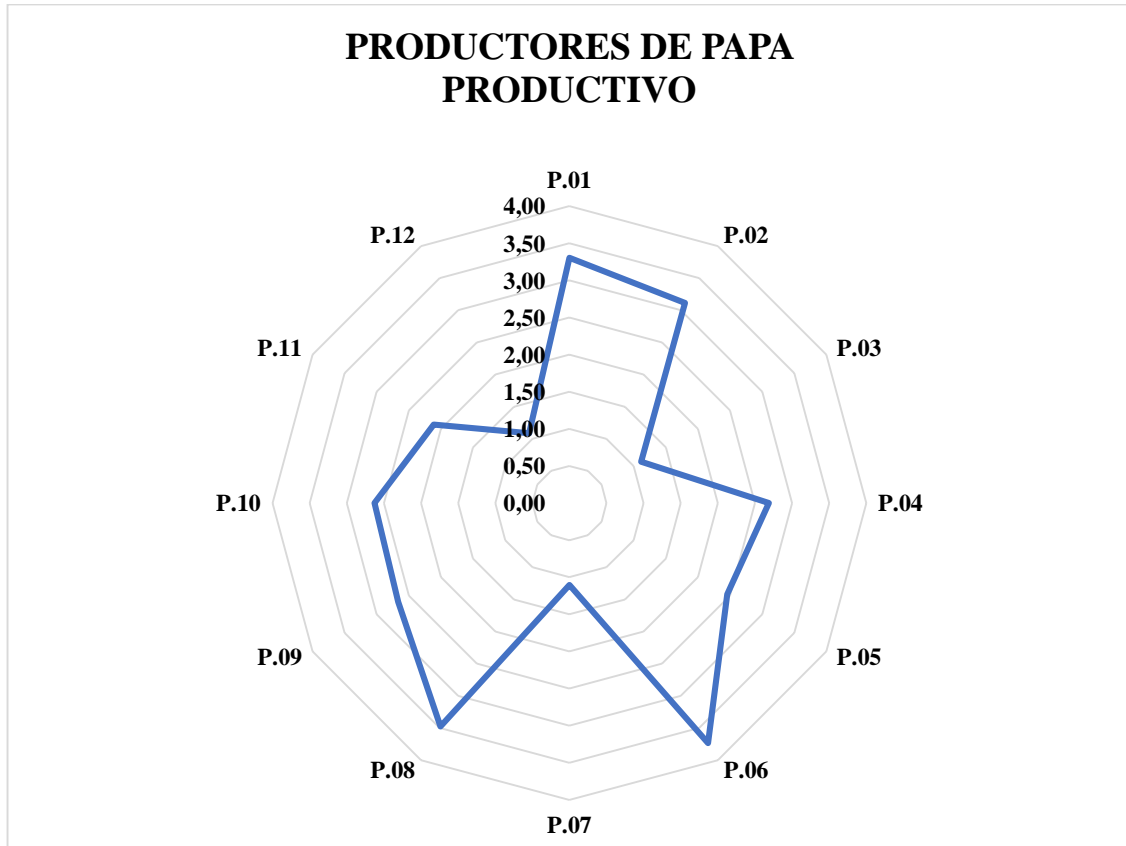 PRODUCTORES DE PAPA
PRODUCTIVO
P.01
P.02
P.03
P.04
P.05
P.06
P.07
P.08
P.09
P.10
P.11
P.12
4,00
3,50
3,00
2,50
2,00
1,50
1,00
0,50
0,00